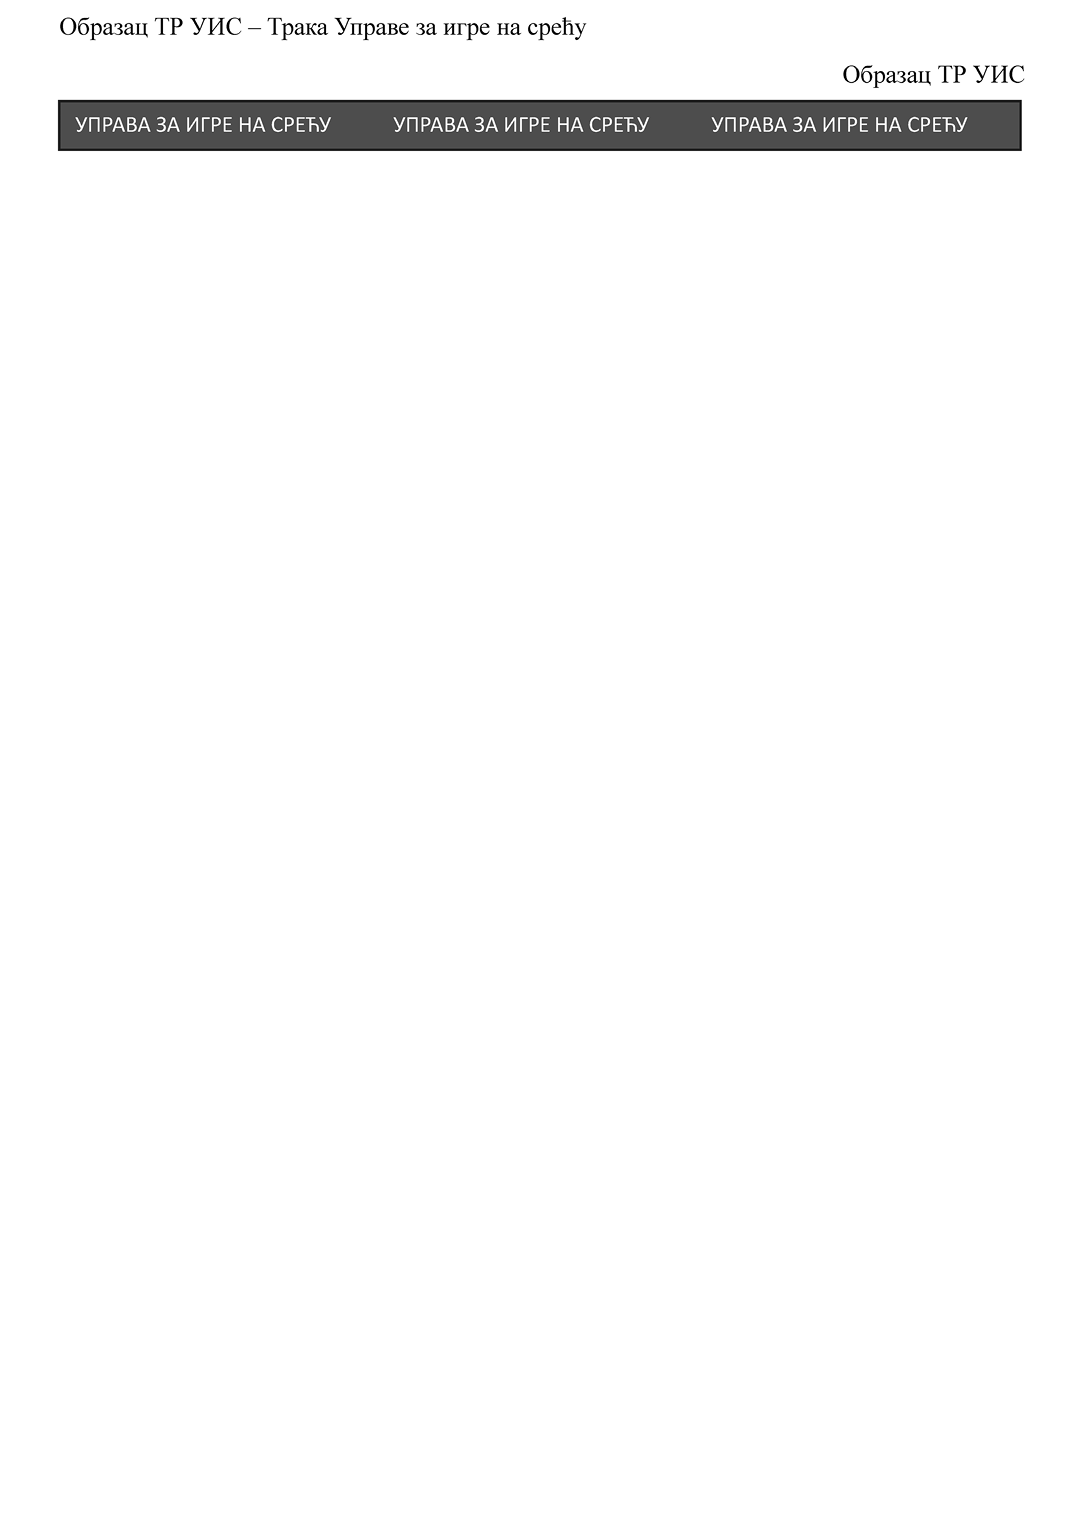 Образац ТР УИС – Трака Управе за игре на срећу
Образац ТР УИС
УПРАВА ЗА ИГРЕ НА СРЕЋУ УПРАВА ЗА ИГРЕ НА СРЕЋУ УПРАВА ЗА ИГРЕ НА СРЕЋУ